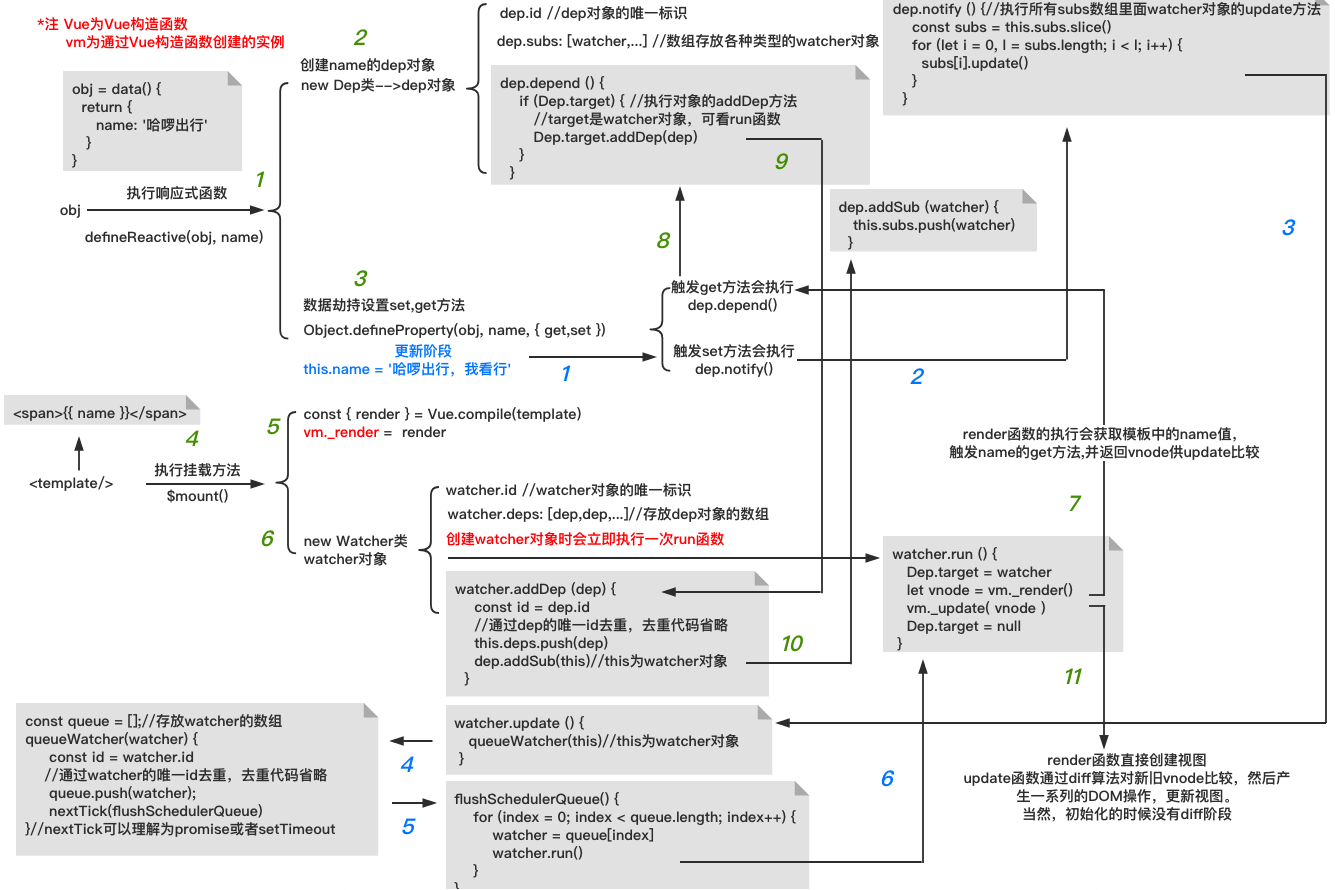 *注 Vue为Vue构造函数
vm为通过Vue构造函数创建的实例
obj = data() {
return {
name: '哈啰出行'
}
}
1
执行响应式函数
obj
defineReactive(obj, name)
2
创建name的dep对象
new Dep类-->dep对象
dep.id //dep对象的唯一标识
dep.subs: [watcher,...] //数组存放各种类型的watcher对象
dep.depend () {
if (Dep.target) { //执行对象的addDep方法
//target是watcher对象，可看run函数
Dep.target.addDep(dep)
}
}
9
dep.notify () {//执行所有subs数组里面watcher对象的update方法
const subs = this.subs.slice()
for (let i = 0, l = subs.length; i < l; i++) {
subs[i].update()
}
}
dep.addSub (watcher) {
this.subs.push(watcher)
}
3
8
3
数据劫持设置set,get方法
Object.defineProperty(obj, name, { get,set })
更新阶段
this.name = '哈啰出行，我看行'
1
触发get方法会执行
dep.depend()
触发set方法会执行
dep.notify()
2
<span>{{ name }}</span>
4
<template/>
执行挂载方法
$mount()
5
const { render } = Vue.compile(template)
vm._render = render
6
new Watcher类
watcher对象
watcher.id //watcher对象的唯一标识
watcher.deps: [dep,dep,...]//存放dep对象的数组
创建watcher对象时会立即执行一次run函数
render函数的执行会获取模板中的name值，
触发name的get方法,并返回vnode供update比较
7
watcher.run () {
Dep.target = watcher
let vnode = vm._render()
vm._update( vnode )
Dep.target = null
}
watcher.addDep (dep) {
const id = dep.id
//通过dep的唯一id去重，去重代码省略
this.deps.push(dep)
dep.addSub(this)//this为watcher对象
}
10
11
const queue = [];//存放watcher的数组
queueWatcher(watcher) {
const id = watcher.id
//通过watcher的唯一id去重，去重代码省略
queue.push(watcher);
nextTick(flushSchedulerQueue)
}//nextTick可以理解为promise或者setTimeout
4
5
watcher.update () {
queueWatcher(this)//this为watcher对象
}
flushSchedulerQueue() {
for (index = 0; index < queue.length; index++) {
watcher = queue[index]
watcher.run()
}
}
6
render函数直接创建视图
update函数通过diff算法对新旧vnode比较，然后产
生一系列的DOM操作，更新视图。
当然，初始化的时候没有diff阶段